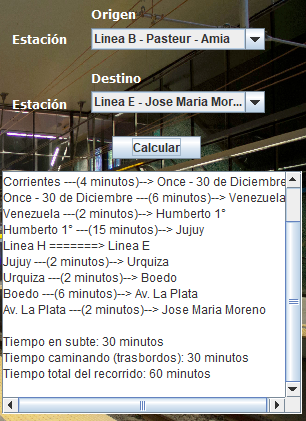 Origen
Estación
Linea B - Pasteur - Amia
Destino
Estación
Linea E - Jose Maria Mor...
Calcular
Corrientes ---(4 minutos)--> Once - 30 de Diciembre
Once - 30 de Diciembre ---(6 minutos)--> Venezuela
Venezuela ---(2 minutos)--> Humberto 1°
Humberto 1° ---(15 minutos)--> Jujuy
Linea H =======> Linea E
Jujuy ---(2 minutos)--> Urquiza
Urquiza ---(2 minutos)--> Boedo
Boedo ---(6 minutos)--> Av. La Plata
Av. La Plata ---(2 minutos)--> Jose Maria Moreno
Tiempo en subte: 30 minutos
Tiempo caminando (trasbordos): 30 minutos
Tiempo total del recorrido: 60 minutos